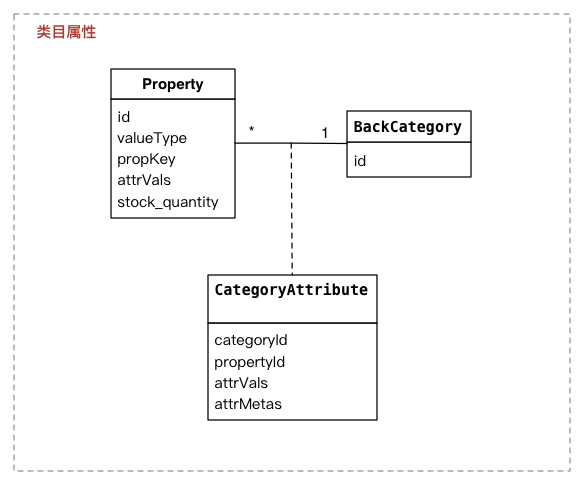 类目属性
Property
id
valueType
propKey
attrVals
stock_quantity
*
1
BackCategory
id
CategoryAttribute
categoryId
propertyId
attrVals
attrMetas